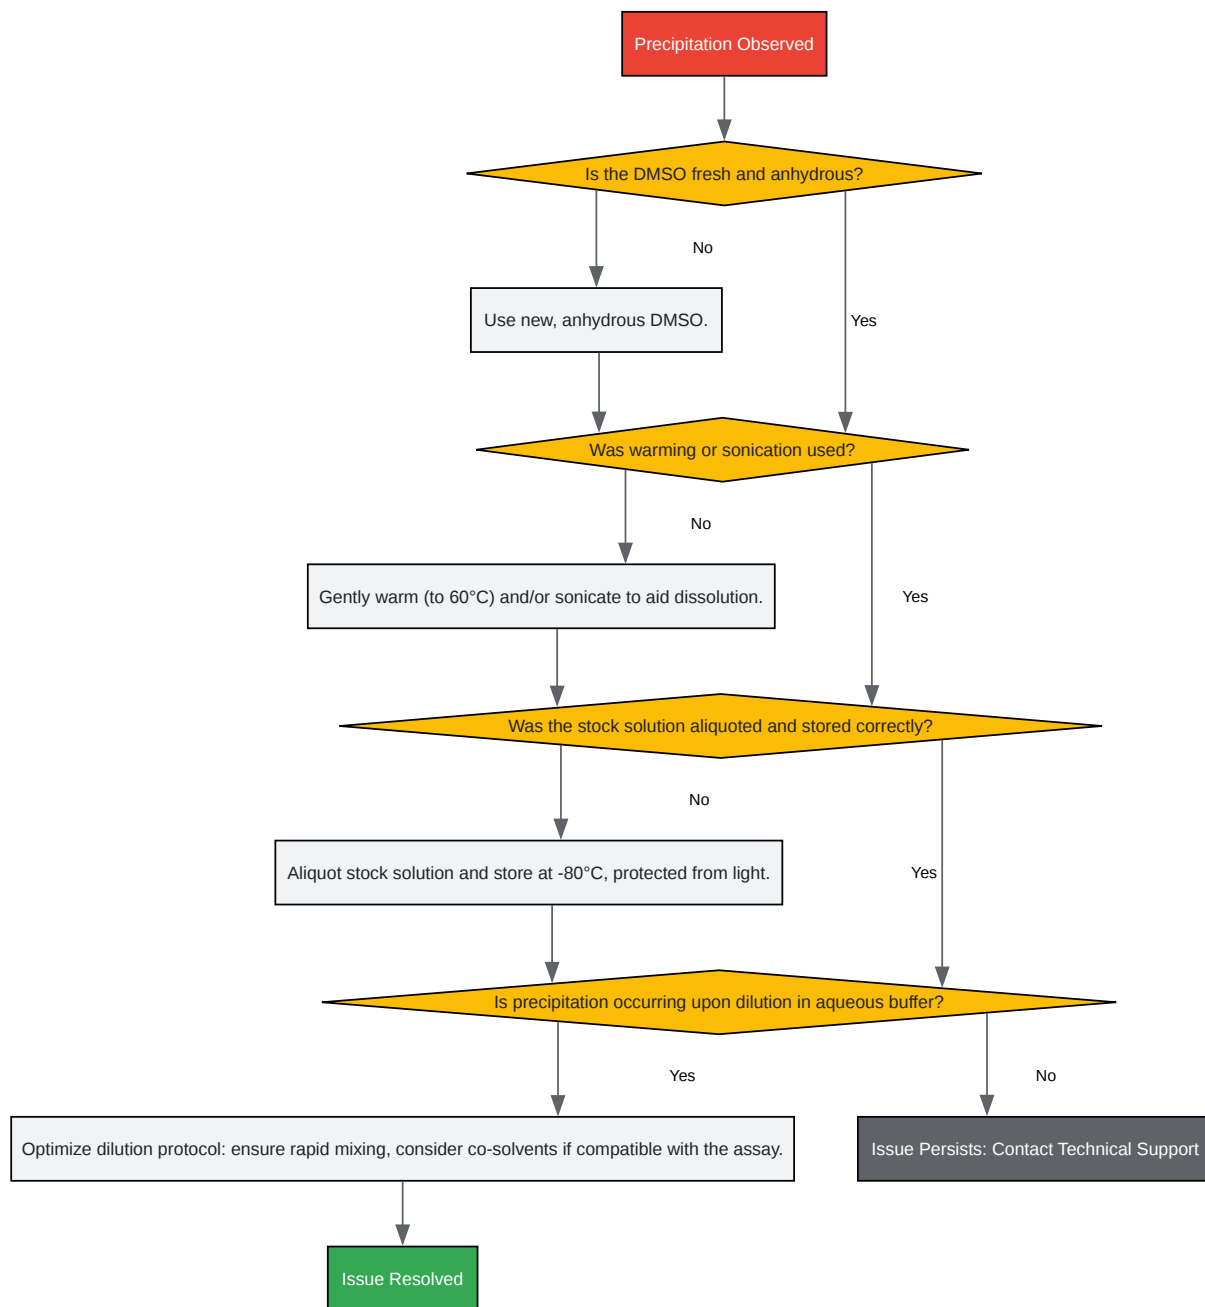 Precipitation Observed
Is the DMSO fresh and anhydrous?
No
Use new, anhydrous DMSO.
Yes
Was warming or sonication used?
No
Gently warm (to 60°C) and/or sonicate to aid dissolution.
Yes
Was the stock solution aliquoted and stored correctly?
No
Aliquot stock solution and store at -80°C, protected from light.
Yes
Is precipitation occurring upon dilution in aqueous buffer?
Yes
No
Optimize dilution protocol: ensure rapid mixing, consider co-solvents if compatible with the assay.
Issue Persists: Contact Technical Support
Issue Resolved